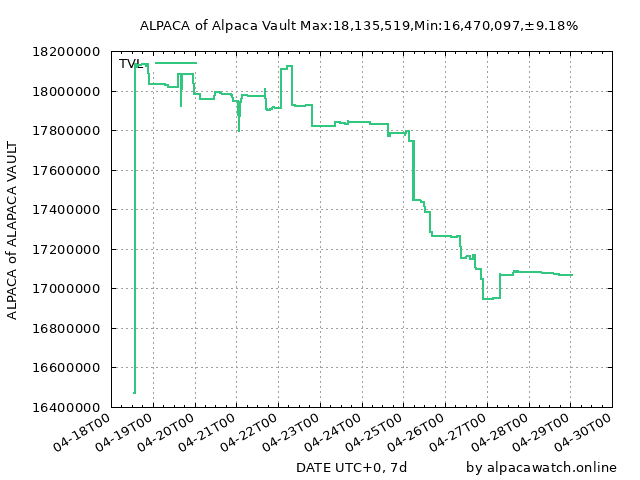 ALPACA of Alpaca Vault Max:18,135,519,Min:16,470,097,±9.18%
TVL
18200000
18000000
17800000
17600000
17400000
17200000
17000000
16800000
16600000
16400000
ALPACA of ALAPACA VAULT
04-18T00
04-19T00
04-20T00
04-21T00
04-22T00
04-23T00
04-24T00
04-25T00
04-26T00
04-27T00
04-28T00
04-29T00
04-30T00
DATE UTC+0, 7d
by alpacawatch.online